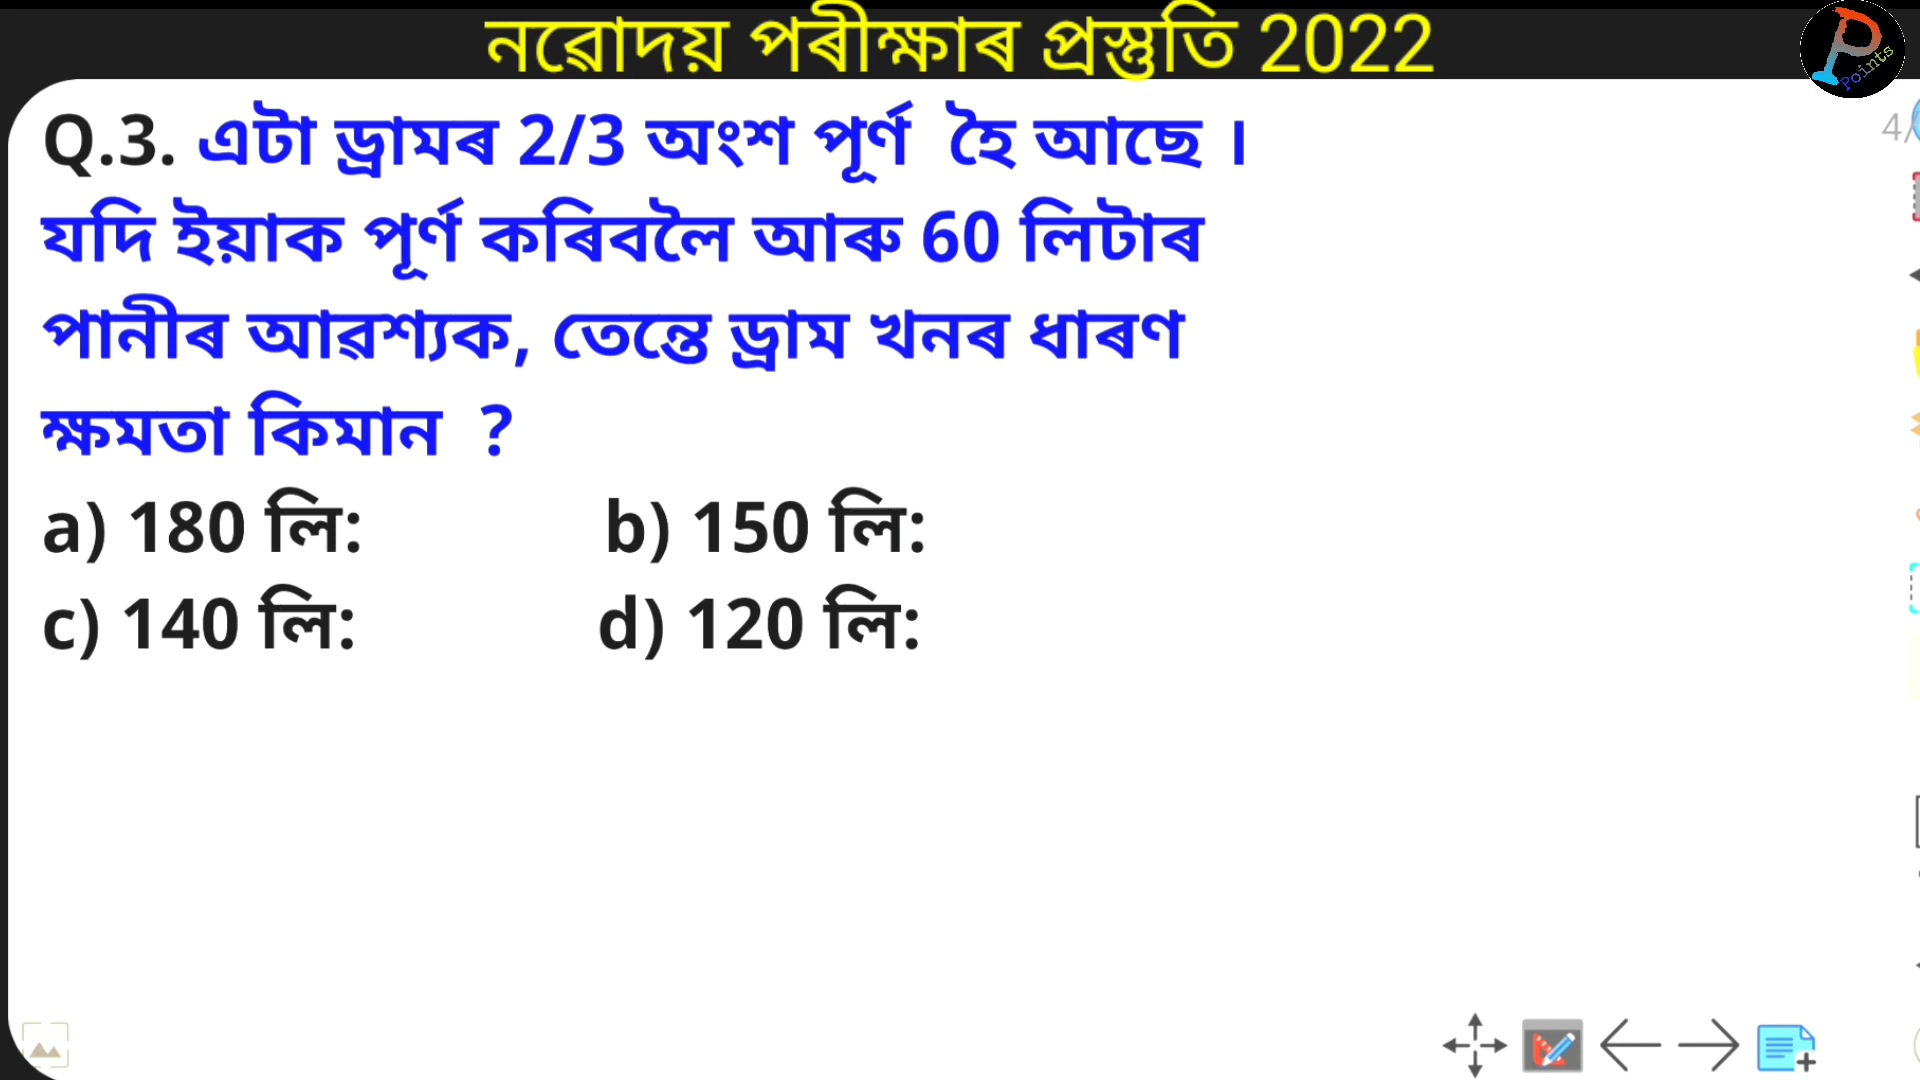 নৱোদয় পৰীক্ষাৰ প্ৰস্তুতি 2022
P Points
4/
Q.3. এটা ড্ৰামৰ 2/3 অংশ পূৰ্ণ হৈ আছে ।
যদি ইয়াক পূৰ্ণ কৰিবলৈ আৰু 60 লিটাৰ
পানীৰ আৱশ্যক, তেন্তে ড্ৰাম খনৰ ধাৰণ
ক্ষমতা কিমান ?
a) 180 লি: b) 150 লি:
c) 140 লি: d) 120 লি: